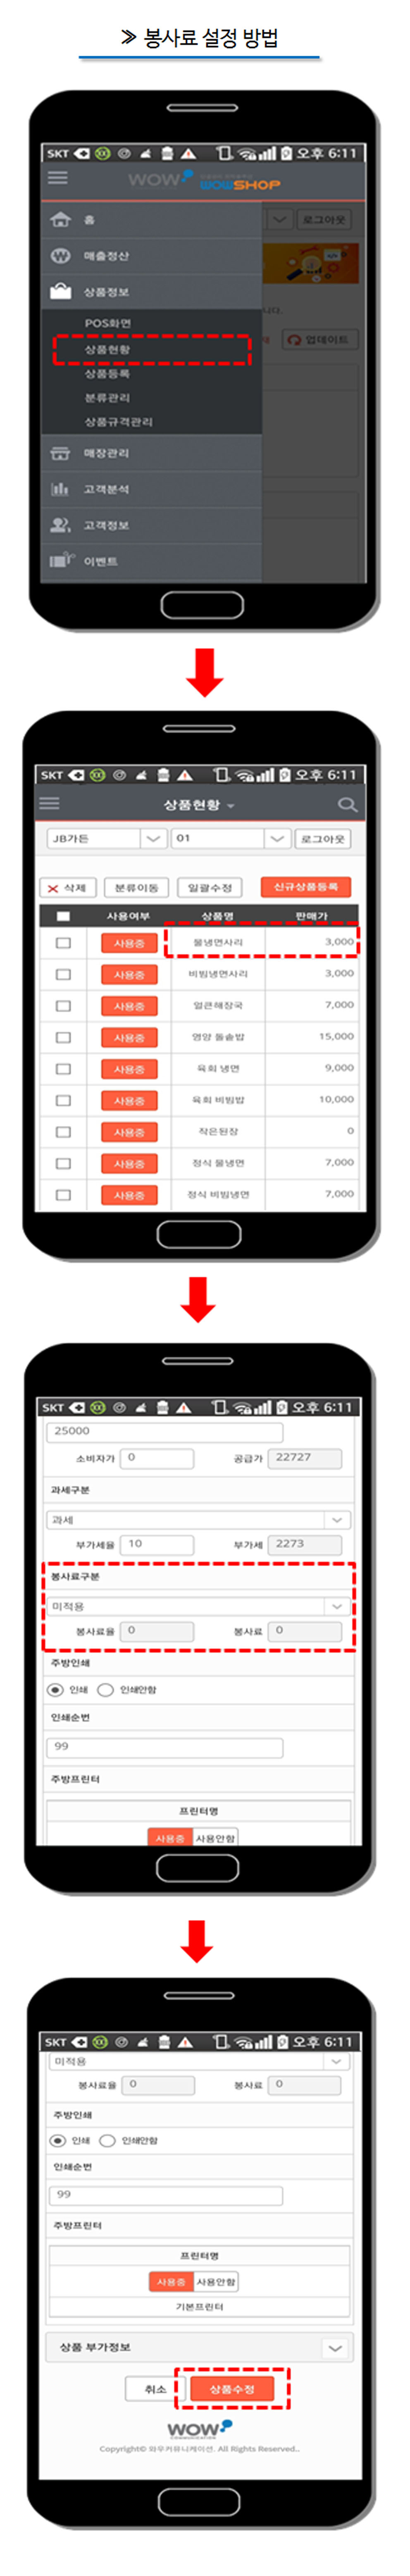 ≫ 봉사료 설정 방법
SKT 오후 6:11
WOW WOWSHOP
홈
로그아웃
매출정산
상품정보
니다.
POS화면
업데이트
상품현황
상품등록
분류관리
상품규격관리
매장관리
고객분석
고객정보
이벤트
SKT 오후 6:11
상품현황
JB가든 01 로그아웃
삭제 분류이동 일괄수정 신규상품등록
사용여부 상품명 판매가
사용중 물냉면사리 3,000
사용중 비빔냉면사리 3,000
사용중 얼큰해장국 7,000
사용중 영양 돌솥밥 15,000
사용중 육회 냉면 9,000
사용중 육회 비빔밥 10,000
사용중 작은된장 0
사용중 정식 물냉면 7,000
사용중 정식 비빔냉면 7,000
SKT 오후 6:11
25000
소비자가 0 공급가 22727
과세구분
과세
부가세율 10 부가세 2273
봉사료구분
미적용
봉사료율 0 봉사료 0
주방인쇄
인쇄 인쇄안함
인쇄순번
99
주방프린터
프린터명
사용중 사용안함
SKT 오후 6:11
미적용
봉사료율 0 봉사료 0
주방인쇄
인쇄 인쇄안함
인쇄순번
99
주방프린터
프린터명
사용중 사용안함
기본프린터
상품 부가정보
취소 상품수정
WOW
COMMUNICATION
Copyright© 와우커뮤니케이션. All Rights Reserved..